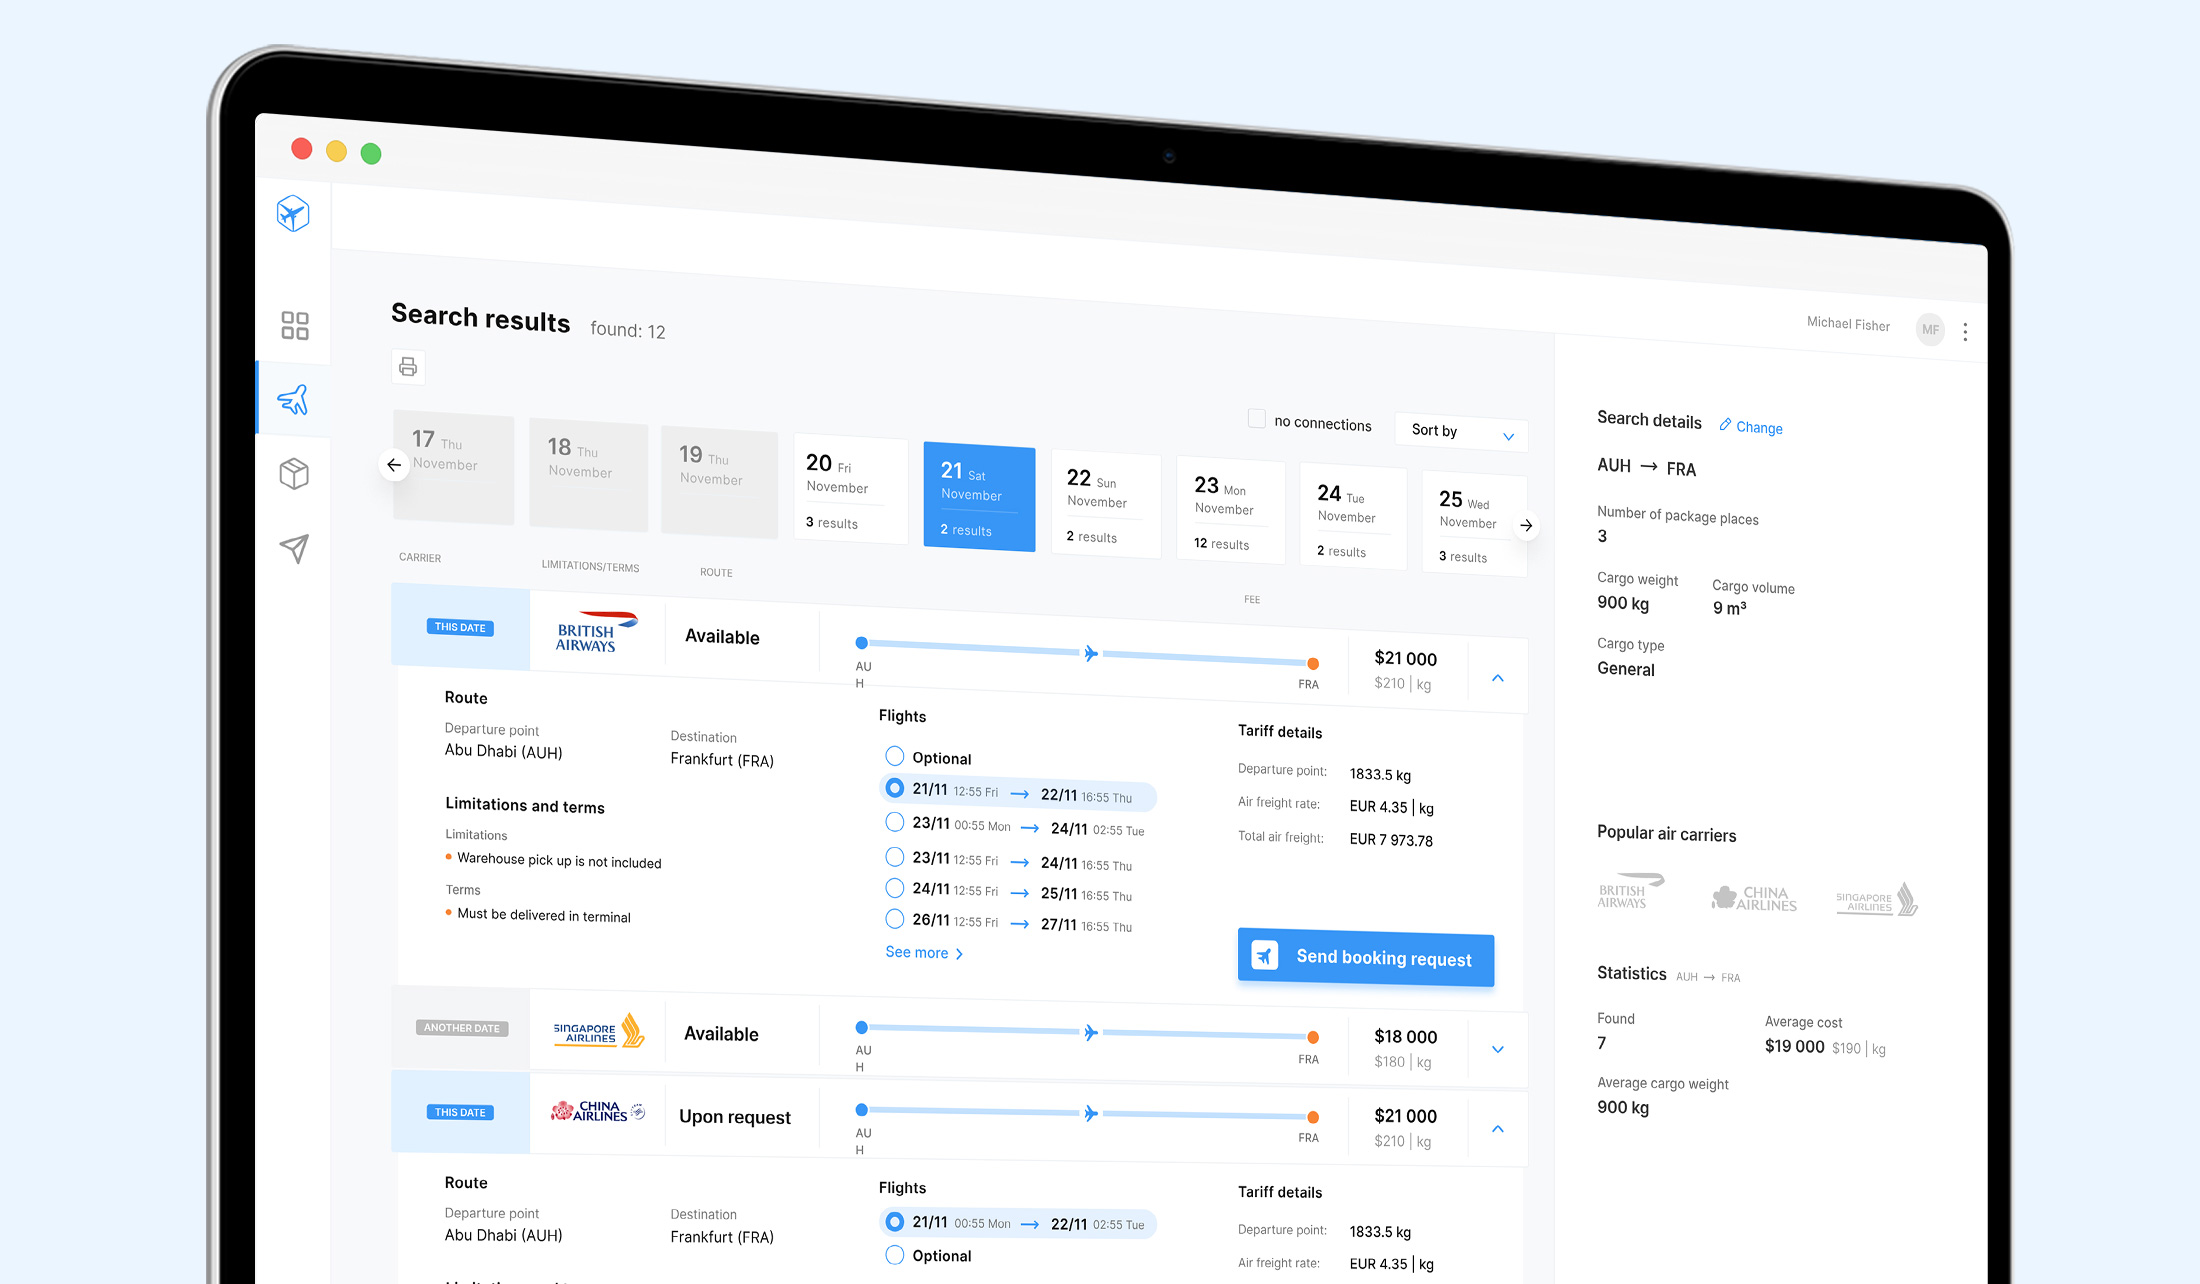 Michael Fisher MF
Search results found: 12
no connections
Sort by
17 Thu
November
18 Thu
November
19 Thu
November
20 Fri
November
3 results
21 Sat
November
2 results
22 Sun
November
2 results
23 Mon
November
12 results
24 Tue
November
2 results
25 Wed
November
3 results
CARRIER
LIMITATIONS/TERMS
ROUTE
FEE
THIS DATE
BRITISH
AIRWAYS
Available
AU
H
FRA
$21 000
$210 | kg
Route
Departure point
Abu Dhabi (AUH)
Destination
Frankfurt (FRA)
Limitations and terms
Limitations
Warehouse pick up is not included
Terms
Must be delivered in terminal
Flights
Optional
21/11 12:55 Fri → 22/11 16:55 Thu
23/11 00:55 Mon → 24/11 02:55 Tue
23/11 12:55 Fri → 24/11 16:55 Thu
24/11 12:55 Fri → 25/11 16:55 Thu
26/11 12:55 Fri → 27/11 16:55 Thu
See more >
Tariff details
Departure point: 1833.5 kg
Air freight rate: EUR 4.35 | kg
Total air freight: EUR 7 973.78
Send booking request
ANOTHER DATE
SINGAPORE
AIRLINES
Available
AU
H
FRA
$18 000
$180 | kg
THIS DATE
CHINA
AIRLINES
Upon request
AU
H
FRA
$21 000
$210 | kg
Route
Departure point
Abu Dhabi (AUH)
Destination
Frankfurt (FRA)
Flights
21/11 00:55 Mon → 22/11 02:55 Tue
Optional
Tariff details
Departure point: 1833.5 kg
Air freight rate: EUR 4.35 | kg
Search details Change
AUH → FRA
Number of package places
3
Cargo weight
900 kg
Cargo volume
9 m³
Cargo type
General
Popular air carriers
BRITISH
AIRWAYS
CHINA
AIRLINES
SINGAPORE
AIRLINES
Statistics AUH → FRA
Found
7
Average cost
$19 000 $190 | kg
Average cargo weight
900 kg